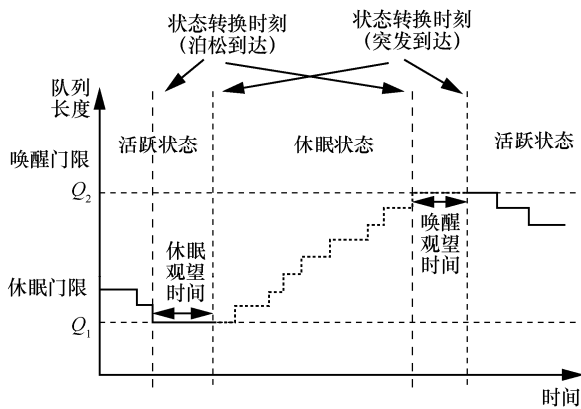 状态转换时刻
（泊松到达）
状态转换时刻
（突发到达）
队列
长度
活跃状态
休眠状态
活跃状态
唤醒门限
Q2
唤醒
观望
时间
休眠
观望
时间
休眠门限
Q1
时间